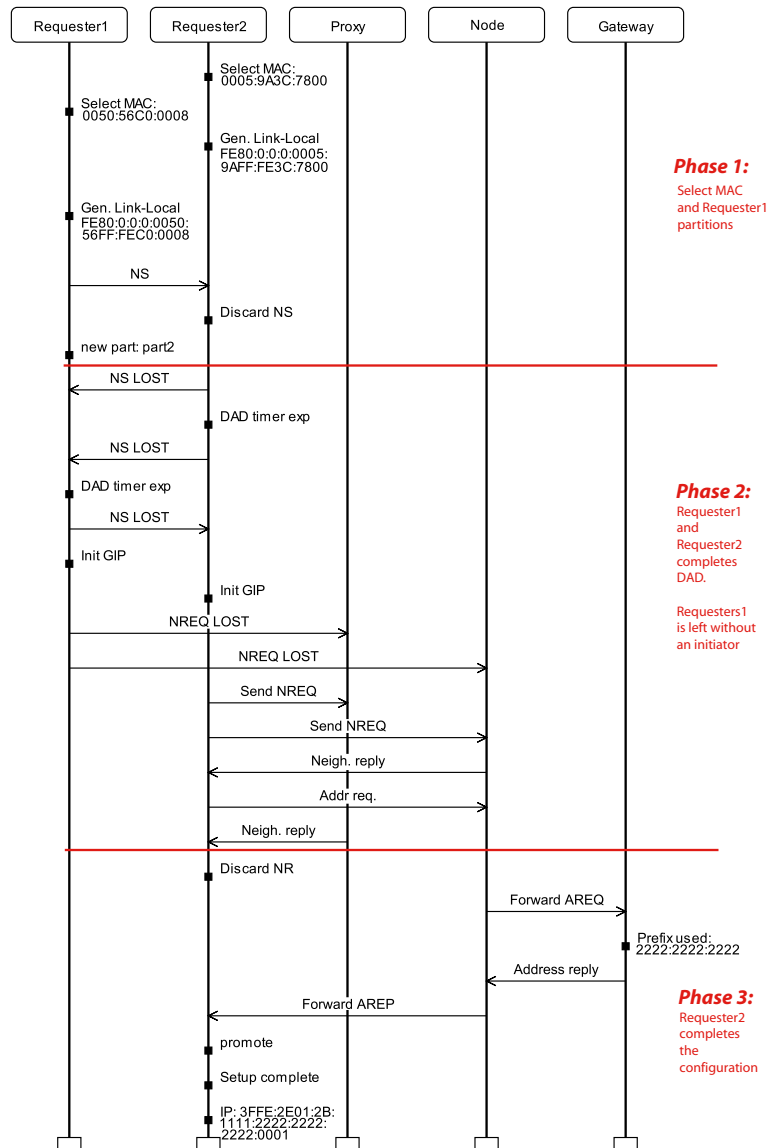 Requester1
Requester2
Proxy
Node
Gateway
Select MAC:
0005:9A3C:7800
Select MAC:
0050:56C0:0008
Gen. Link-Local
FE80:0:0:0:0005:
9AFF:FE3C:7800
Phase 1:
Select MAC
and Requester1
partitions
Gen. Link-Local
FE80:0:0:0:0050:
56FF:FEC0:0008
NS
Discard NS
new part: part2
NS LOST
DAD timer exp
NS LOST
DAD timer exp
NS LOST
Init GIP
Init GIP
Phase 2:
Requester1
and
Requester2
completes
DAD.
Requesters1
is left without
an initiator
NREQ LOST
NREQ LOST
Send NREQ
Send NREQ
Neigh. reply
Addr req.
Neigh. reply
Discard NR
Forward AREQ
Prefix used:
2222:2222:2222
Address reply
Forward AREP
Phase 3:
Requester2
completes
the
configuration
promote
Setup complete
IP: 3FFE:2E01:2B:
1111:2222:2222:
2222:0001